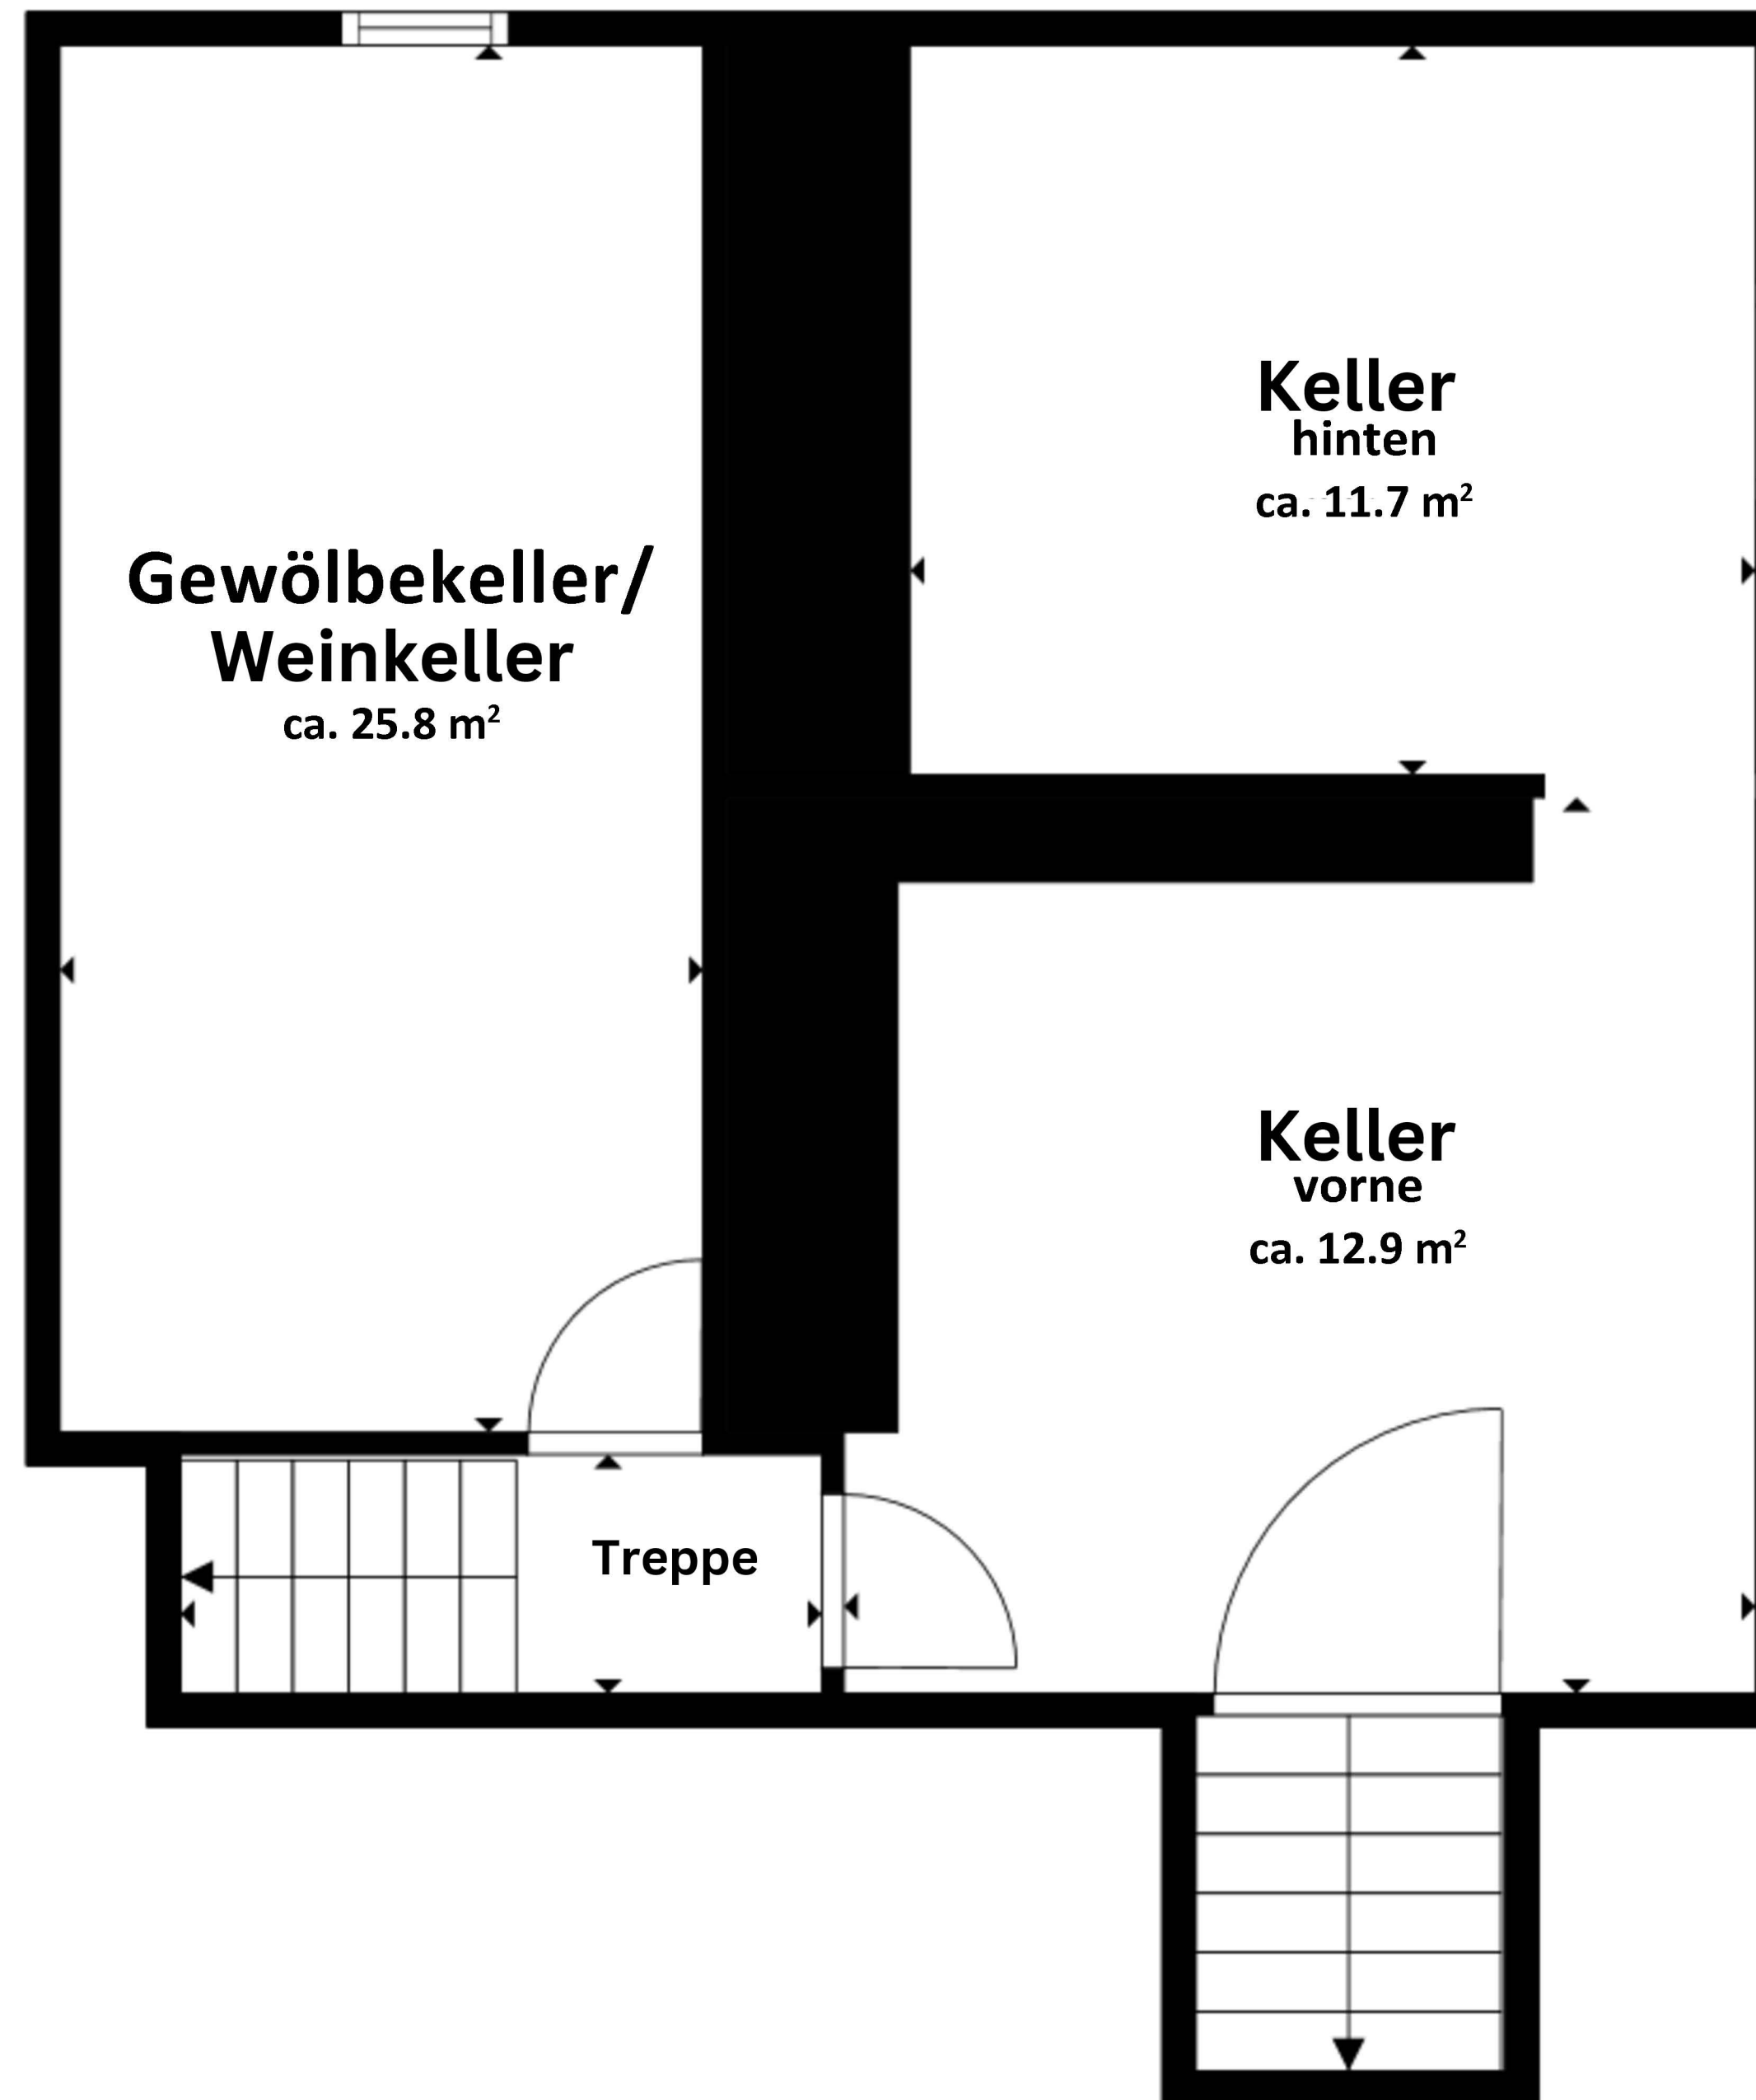 Gewölbekeller/
Weinkeller
ca. 25.8 m²
Keller
hinten
ca. 11.7 m²
Keller
vorne
ca. 12.9 m²
Treppe